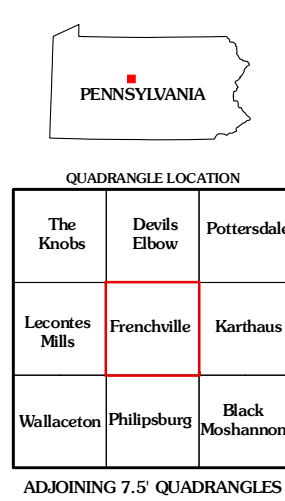 PENNSYLVANIA
QUADRANGLE LOCATION
The
Knobs
Devils
Elbow
Pottersdale
Lecontes
Mills
Frenchville
Karthaus
Wallaceton
Philipsburg
Black
Moshannon
ADJOINING 7.5' QUADRANGLES